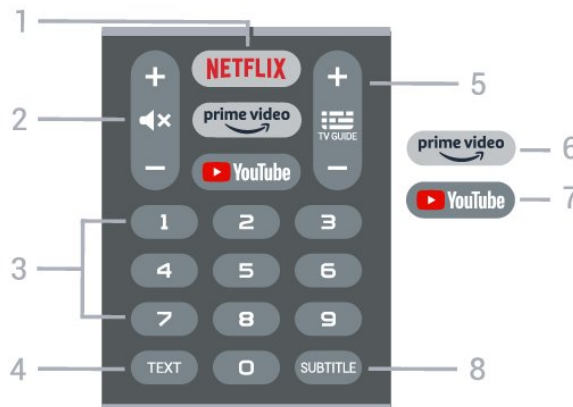 1
NETFLIX
+ +
5
2
prime video
TV GUIDE
prime video 6
- -
YouTube
YouTube 7
1 2 3
3
4 5 6
7 8 9
4 TEXT 0 SUBTITLE 8